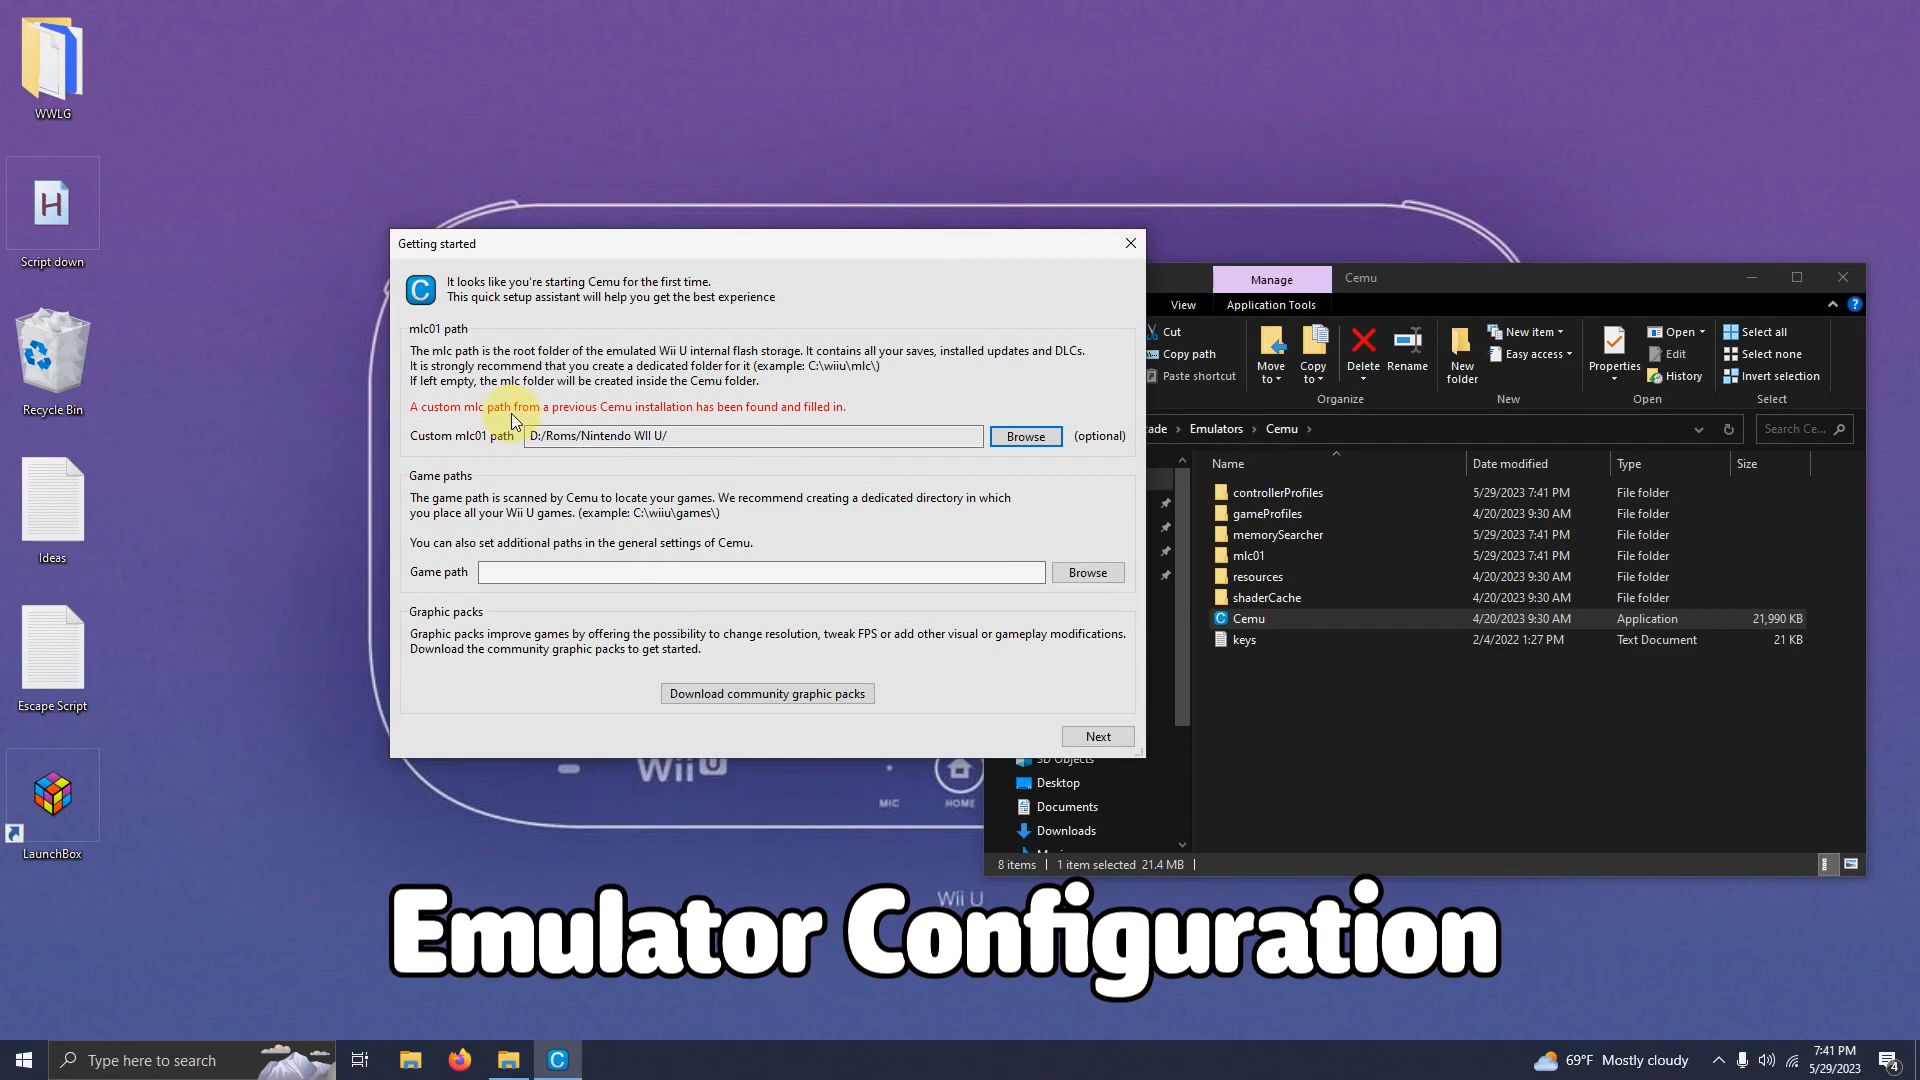 WWLG
Script down
Recycle Bin
Ideas
Escape Script
LaunchBox
Getting started
It looks like you're starting Cemu for the first time.
This quick setup assistant will help you get the best experience
mlc01 path
The mlc path is the root folder of the emulated Wii U internal flash storage. It contains all your saves, installed updates and DLCs.
It is strongly recommended that you create a dedicated folder for it (example: C:\wiiu\mlc\)
If left empty, the mlc folder will be created inside the Cemu folder.
A custom mlc path from a previous Cemu installation has been found and filled in.
Custom mlc01 path D:/Roms/Nintendo WII U/ Browse (optional)
Game paths
The game path is scanned by Cemu to locate your games. We recommend creating a dedicated directory in which
you place all your Wii U games. (example: C:\wiiu\games\)
You can also set additional paths in the general settings of Cemu.
Game path Browse
Graphic packs
Graphic packs improve games by offering the possibility to change resolution, tweak FPS or add other visual or gameplay modifications.
Download the community graphic packs to get started.
Download community graphic packs
Next
Manage Cemu
View Application Tools
Cut
Copy path
Paste shortcut
Move to
Copy to
Delete
Rename
Organize
New folder
New item
Easy access
New
Properties
Open
Edit
History
Open
Select all
Select none
Invert selection
Select
cade Emulators Cemu Search Ce...
Name Date modified Type Size
controllerProfiles 5/29/2023 7:41 PM File folder
gameProfiles 4/20/2023 9:30 AM File folder
memorySearcher 5/29/2023 7:41 PM File folder
mlc01 5/29/2023 7:41 PM File folder
resources 4/20/2023 9:30 AM File folder
shaderCache 4/20/2023 9:30 AM File folder
Cemu 4/20/2023 9:30 AM Application 21,990 KB
keys 2/4/2022 1:27 PM Text Document 21 KB
3D Objects
Desktop
Documents
Downloads
8 items 1 item selected 21.4 MB
Wii U
MIC
HOME
Wii U
Emulator Configuration
Type here to search
69°F Mostly cloudy
7:41 PM
5/29/2023
4